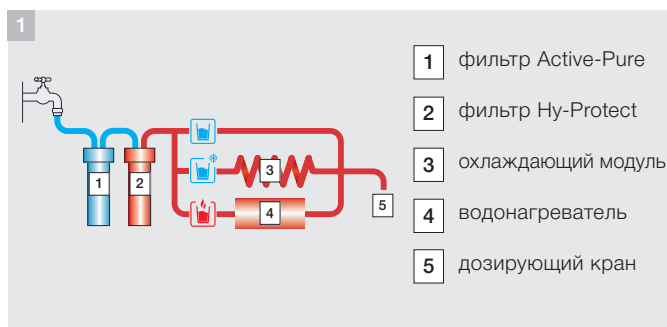 1
1 фильтр Active-Pure
2 фильтр Hy-Protect
3 охлаждающий модуль
4 водонагреватель
5 дозирующий кран
1
2
3
4
5